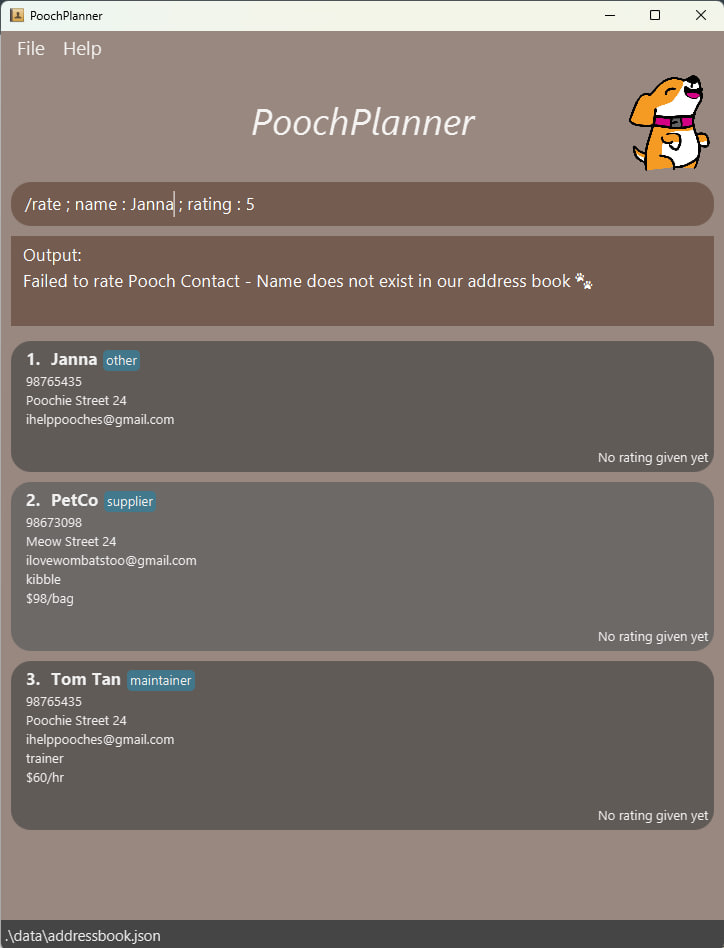 PoochPlanner
File Help
PoochPlanner
/rate ; name : Janna ; rating : 5
Output:
Failed to rate Pooch Contact - Name does not exist in our address book 🐾
1. Janna other
98765435
Poochie Street 24
ihelppooches@gmail.com
No rating given yet
2. PetCo supplier
98673098
Meow Street 24
ilovewombatstoo@gmail.com
kibble
$98/bag
No rating given yet
3. Tom Tan maintainer
98765435
Poochie Street 24
ihelppooches@gmail.com
trainer
$60/hr
No rating given yet
.\data\addressbook.json